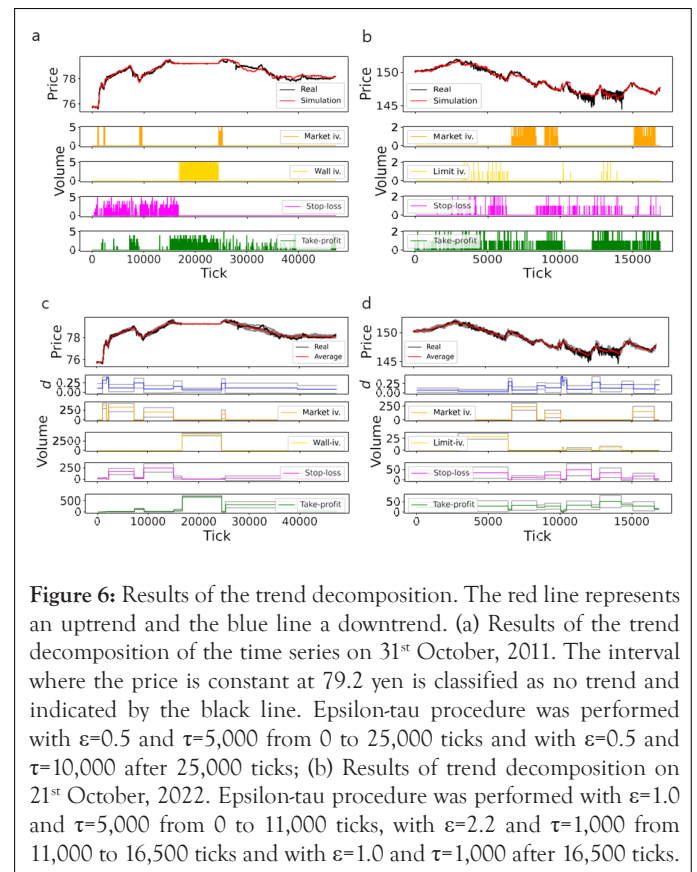 a
b
Price
78
76
Real
Simulation
Price
150
145
Real
Simulation
Volume
5
0
Market iv.
5
0
Wall iv.
5
0
Stop-loss
5
0
Take-profit
0 10000 20000 30000 40000
Tick
Volume
2
0
Market iv.
2
0
Limit iv.
2
0
Stop-loss
2
0
Take-profit
0 5000 10000 15000
Tick
c
d
Price
78
76
Real
Average
Price
150
145
Real
Average
d
0.25
0.00
d
0.25
0.00
Volume
250
0
Market iv.
2500
0
Wall-iv.
250
0
Stop-loss
500
0
Take-profit
0 10000 20000 30000 40000
Tick
Volume
250
0
Market iv.
25
0
Limit-iv.
50
0
Stop-loss
50
0
Take-profit
0 5000 10000 15000
Tick
Figure 6: Results of the trend decomposition. The red line represents
an uptrend and the blue line a downtrend. (a) Results of the trend
decomposition of the time series on 31st October, 2011. The interval
where the price is constant at 79.2 yen is classified as no trend and
indicated by the black line. Epsilon-tau procedure was performed
with ε=0.5 and τ=5,000 from 0 to 25,000 ticks and with ε=0.5 and
τ=10,000 after 25,000 ticks; (b) Results of trend decomposition on
21st October, 2022. Epsilon-tau procedure was performed with ε=1.0
and τ=5,000 from 0 to 11,000 ticks, with ε=2.2 and τ=1,000 from
11,000 to 16,500 ticks and with ε=1.0 and τ=1,000 after 16,500 ticks.